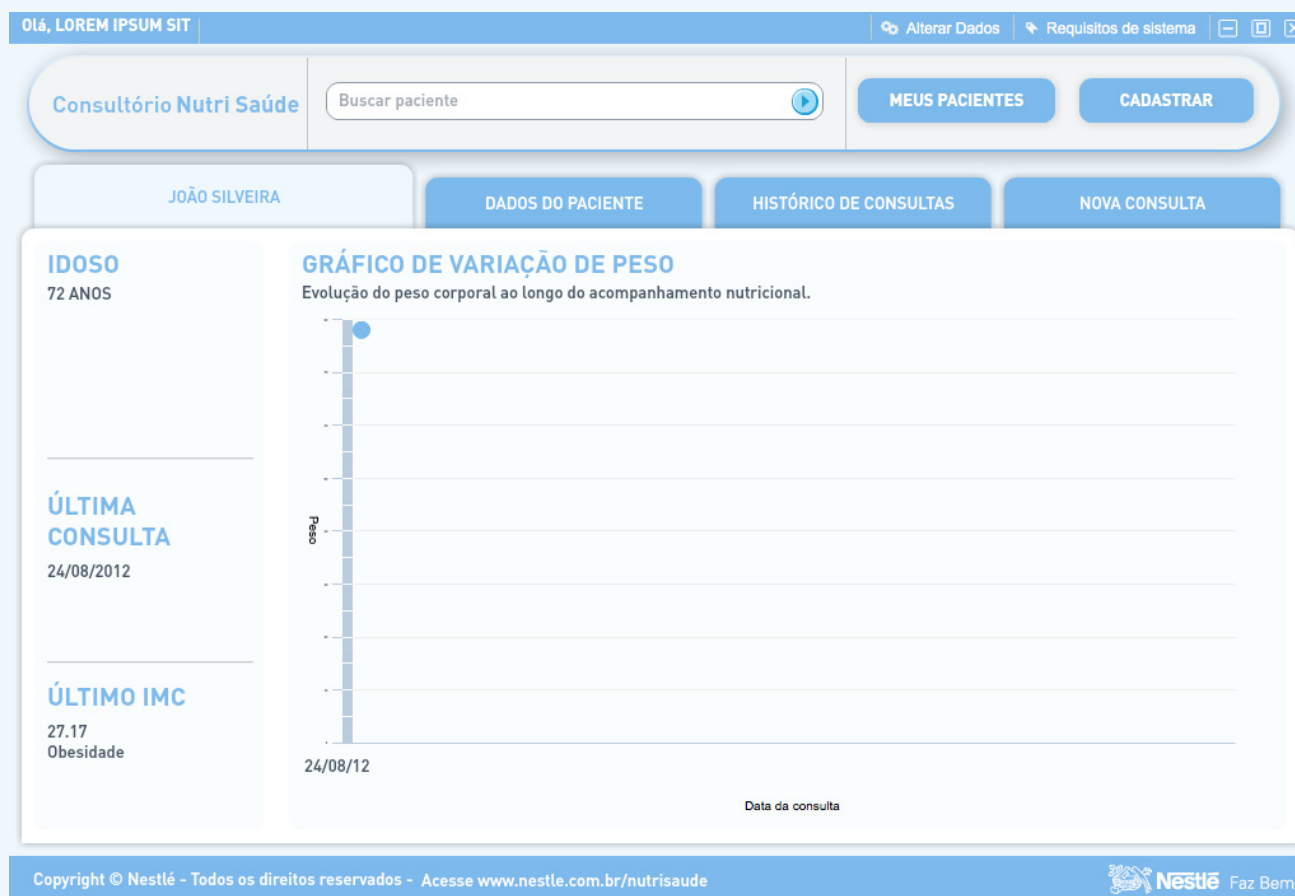 Olá, LOREM IPSUM SIT
Alterar Dados
Requisitos de sistema
Consultório Nutri Saúde
Buscar paciente
MEUS PACIENTES
CADASTRAR
JOÃO SILVEIRA
DADOS DO PACIENTE
HISTÓRICO DE CONSULTAS
NOVA CONSULTA
IDOSO
72 ANOS
ÚLTIMA
CONSULTA
24/08/2012
ÚLTIMO IMC
27.17
Obesidade
GRÁFICO DE VARIAÇÃO DE PESO
Evolução do peso corporal ao longo do acompanhamento nutricional.
Peso
24/08/12
Data da consulta
Copyright © Nestlé - Todos os direitos reservados - Acesse www.nestle.com.br/nutrisaude
Nestlé Faz Bem